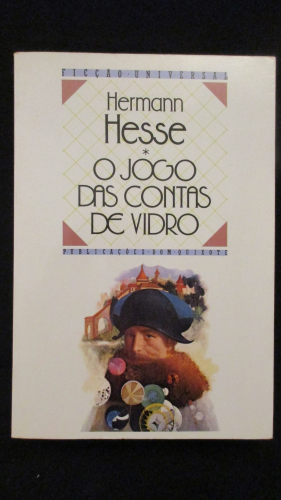 FICÇÃO · UNIVERSAL
Hermann
Hesse
*
O JOGO
DAS CONTAS
DE VIDRO
PUBLICAÇÕES DOM QUIXOTE